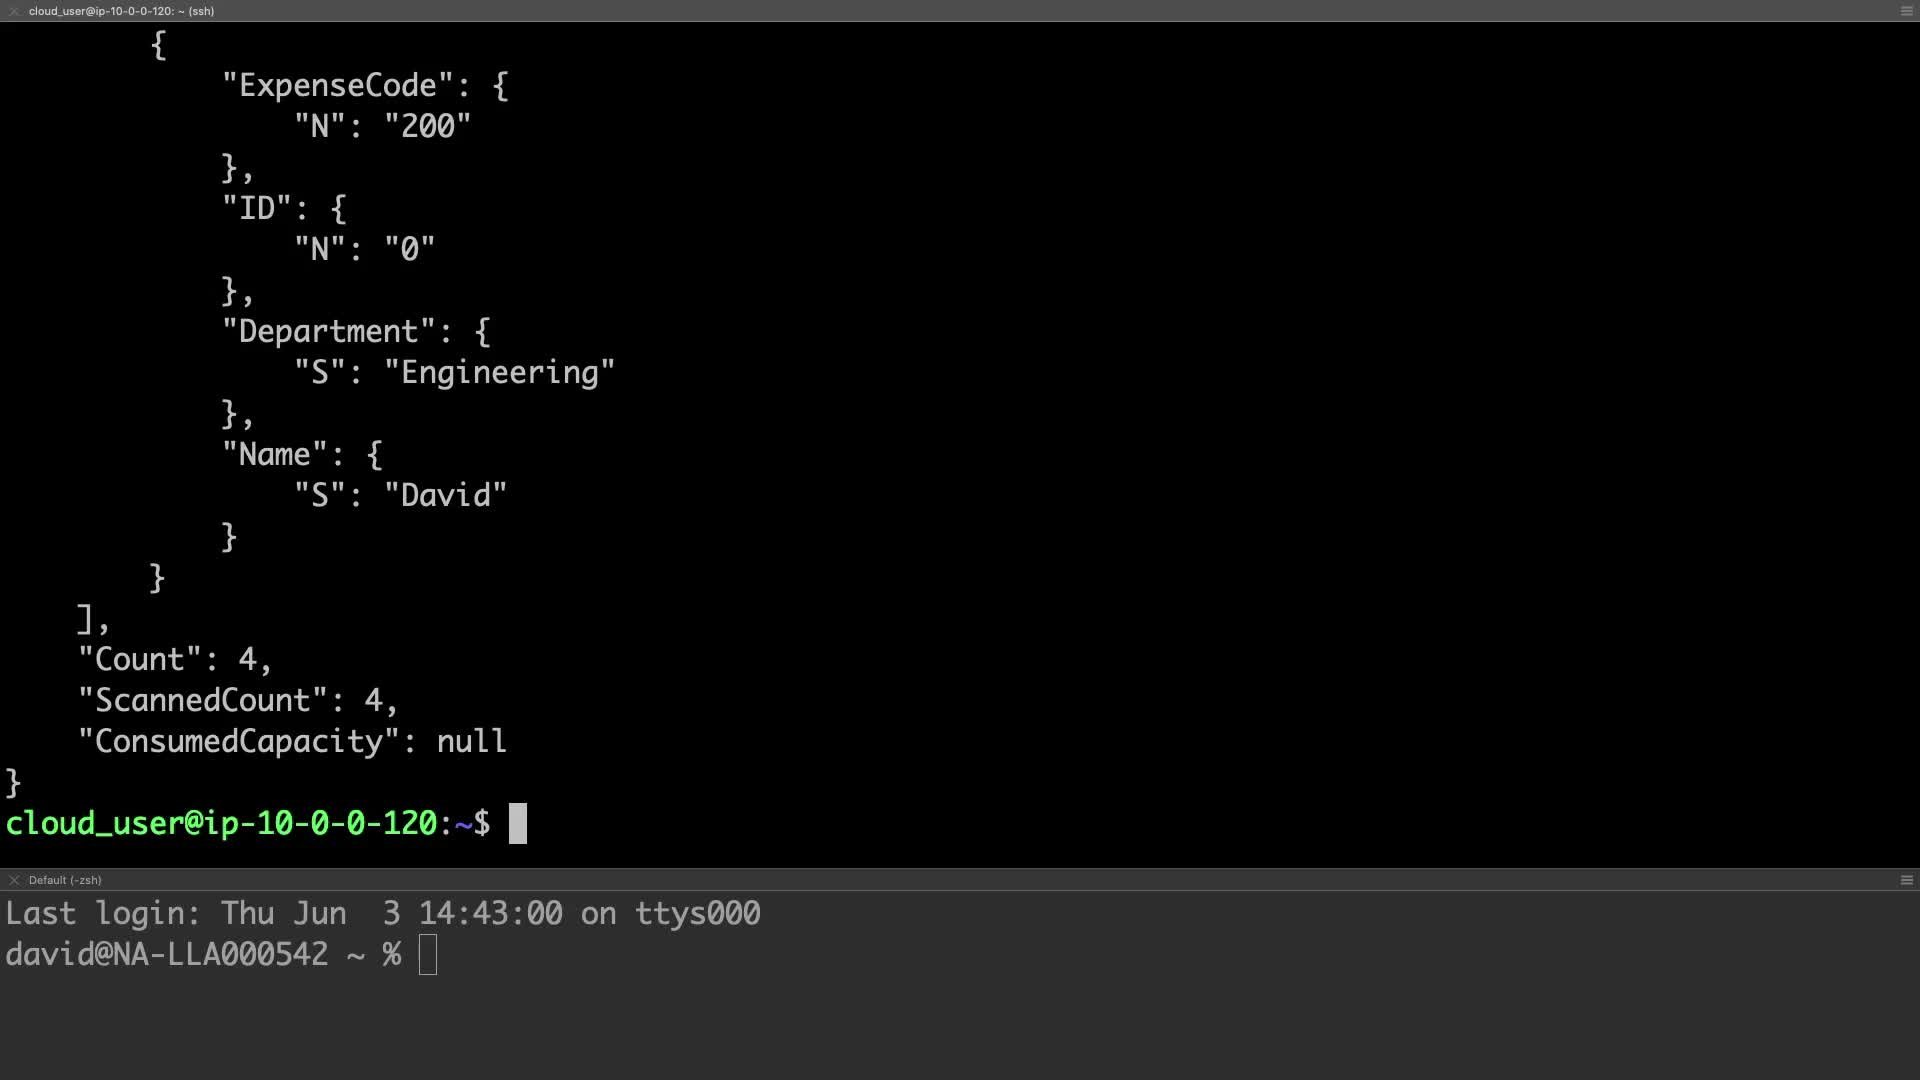 cloud_user@ip-10-0-0-120: ~ (ssh)
{
"ExpenseCode": {
"N": "200"
},
"ID": {
"N": "0"
},
"Department": {
"S": "Engineering"
},
"Name": {
"S": "David"
}
}
],
"Count": 4,
"ScannedCount": 4,
"ConsumedCapacity": null
}
cloud_user@ip-10-0-0-120:~$
Default (-zsh)
Last login: Thu Jun  3 14:43:00 on ttys000
david@NA-LLA000542 ~ %